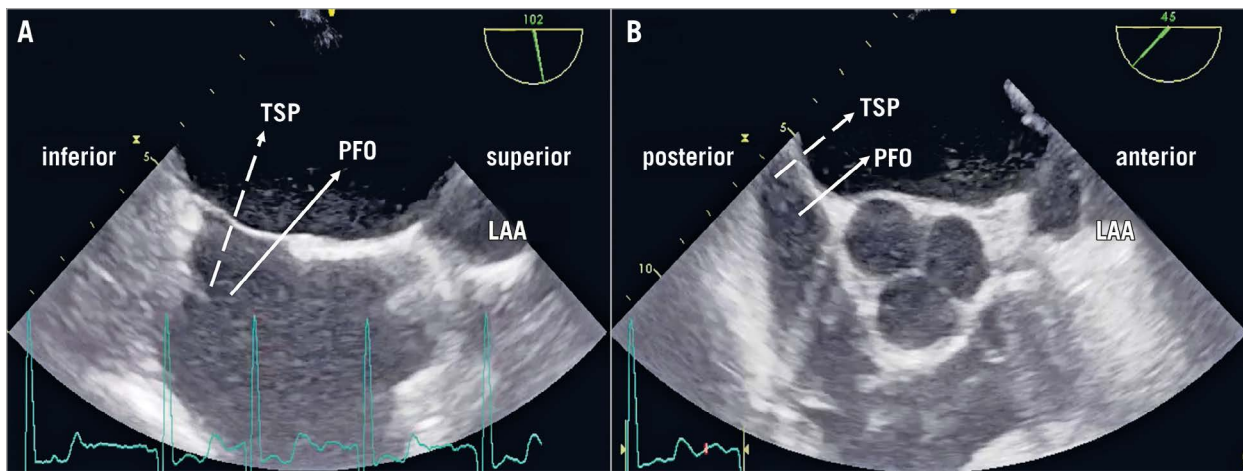 A
102
TSP
PFO
inferior
superior
5
LAA
B
45
TSP
PFO
posterior
anterior
5
LAA
10